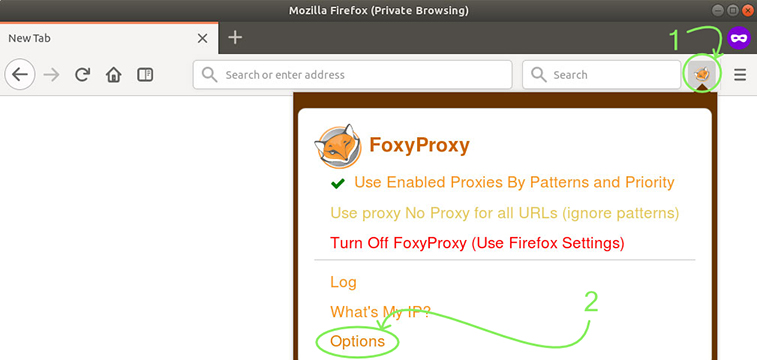 Mozilla Firefox (Private Browsing)
New Tab
1
Search or enter address
Search
FoxyProxy
Use Enabled Proxies By Patterns and Priority
Use proxy No Proxy for all URLs (ignore patterns)
Turn Off FoxyProxy (Use Firefox Settings)
Log
What's My IP?
2
Options